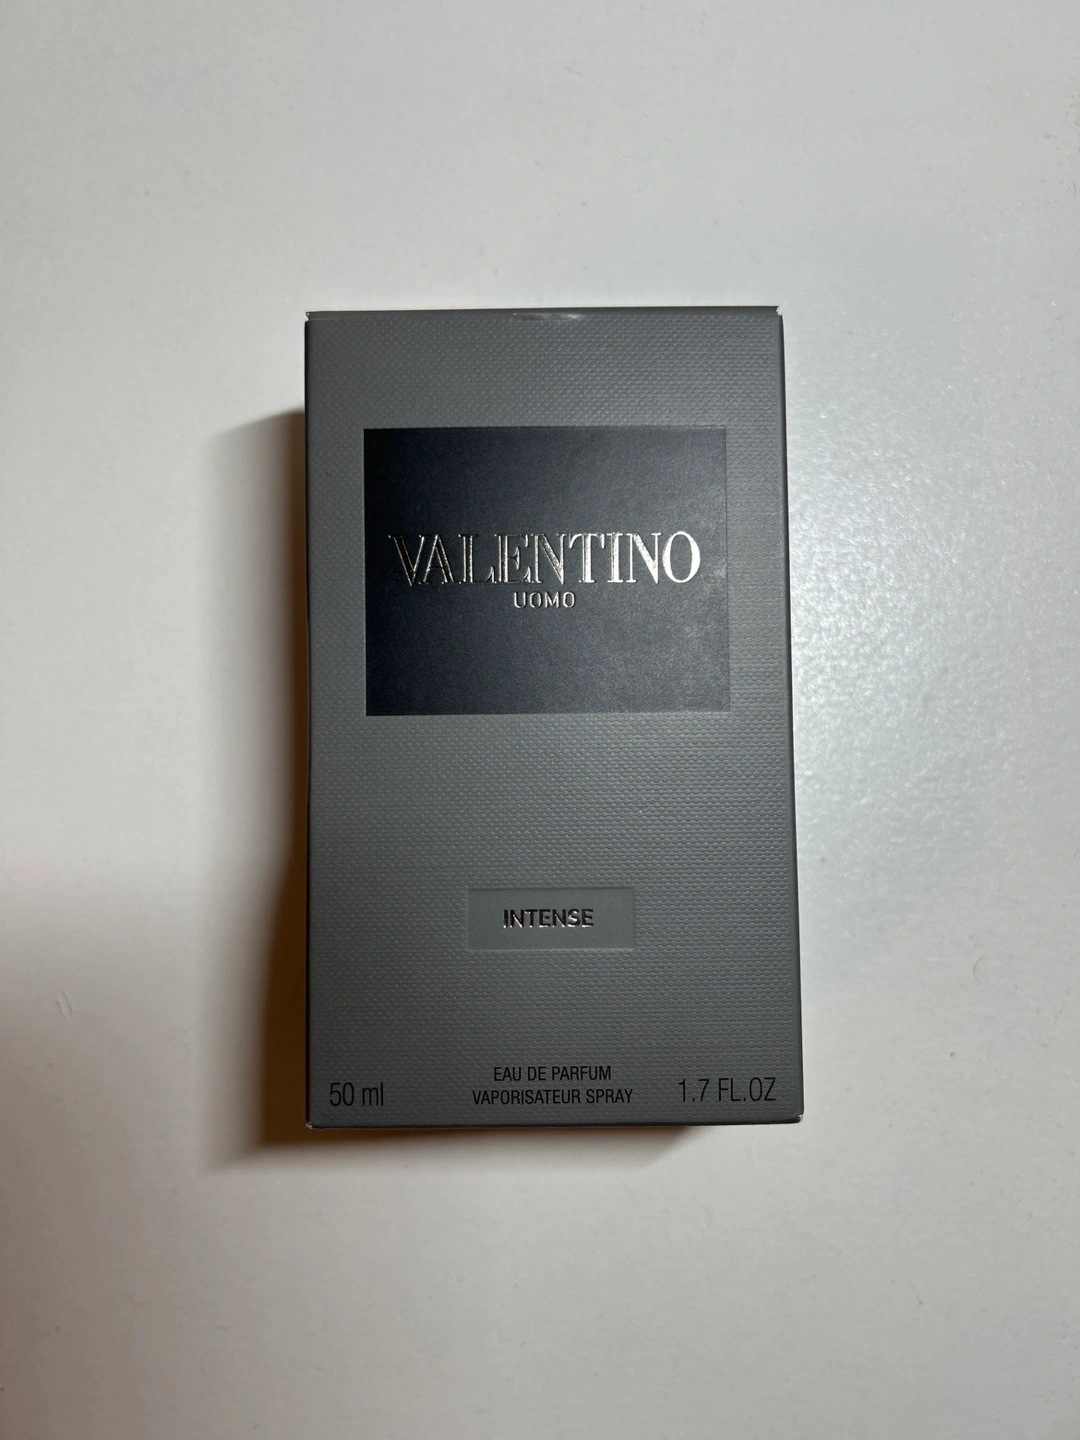 VALENTINO
UOMO
INTENSE
EAU DE PARFUM
50 ml VAPORISATEUR SPRAY 1.7 FL.OZ